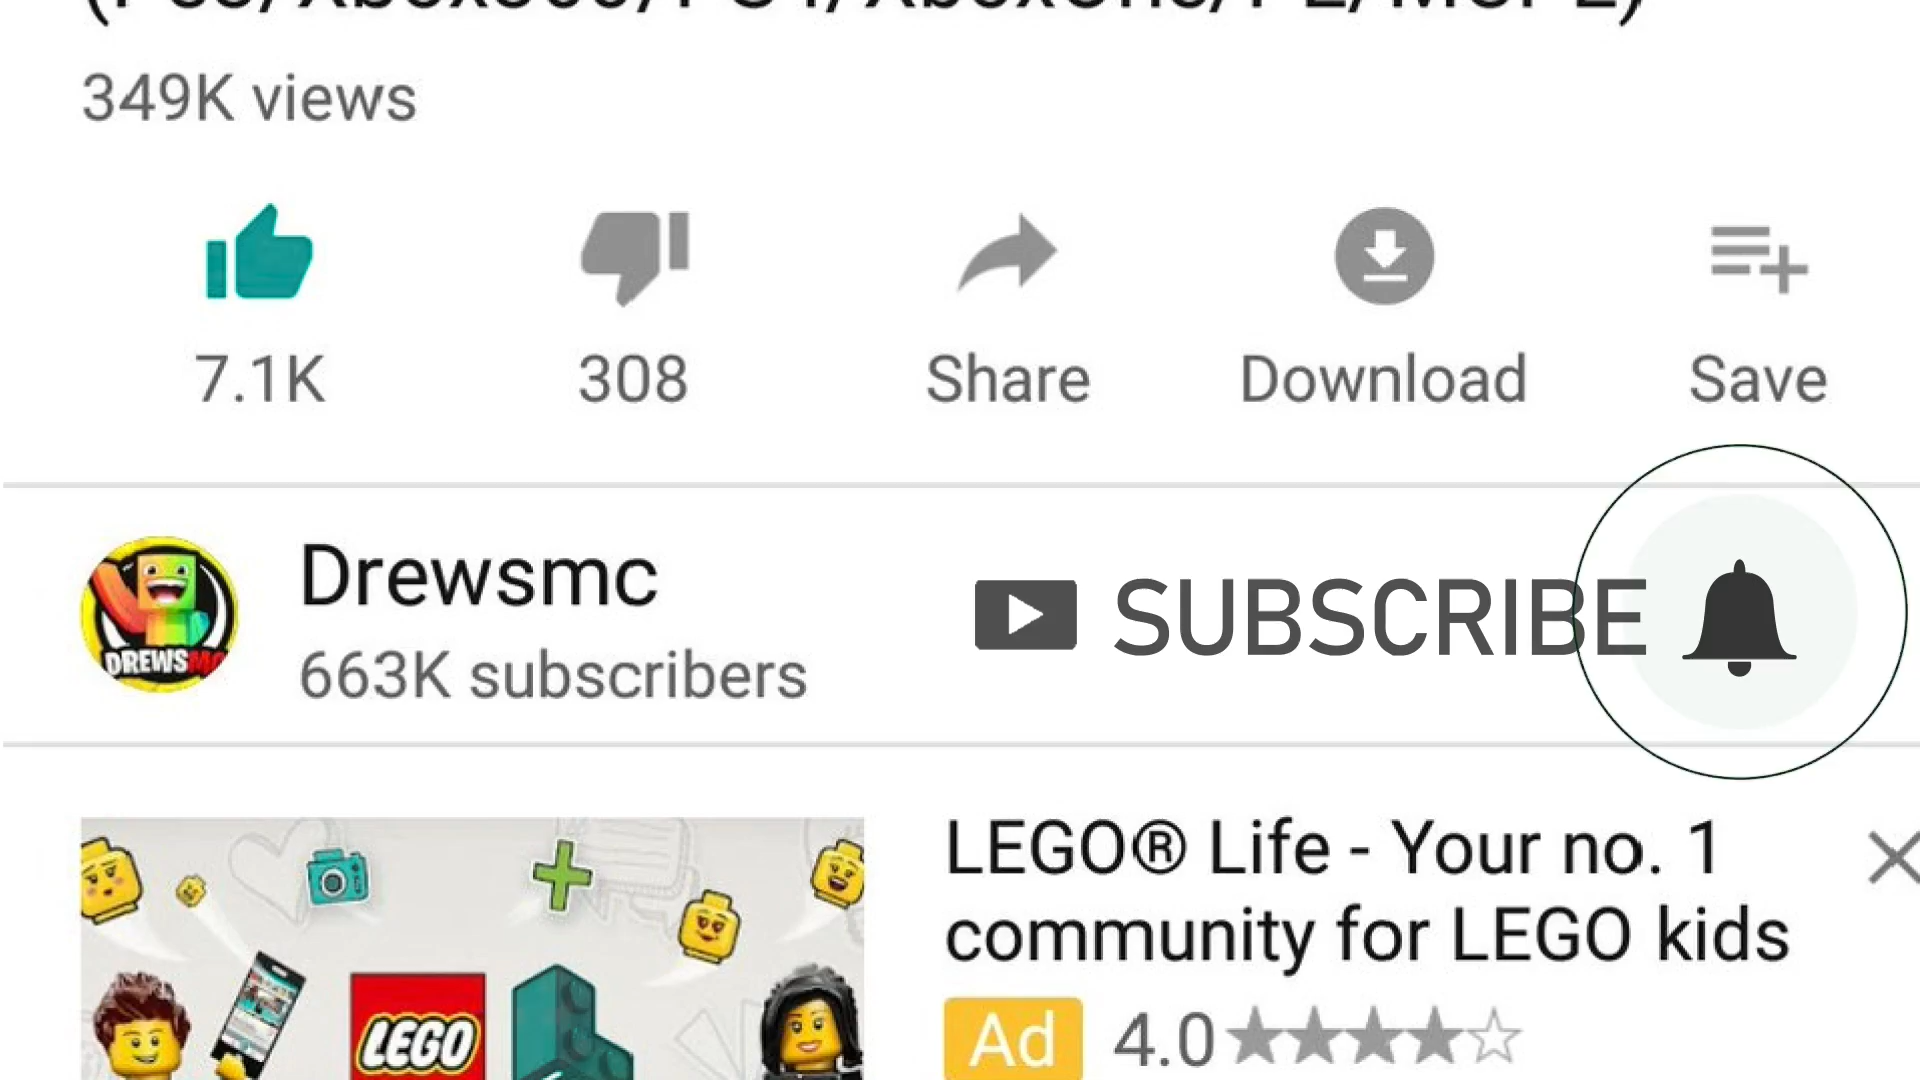 349K views
7.1K
308
Share
Download
Save
Drewsmc
663K subscribers
SUBSCRIBE
DREWSMC
LEGO® Life - Your no. 1
community for LEGO kids
Ad 4.0
LEGO